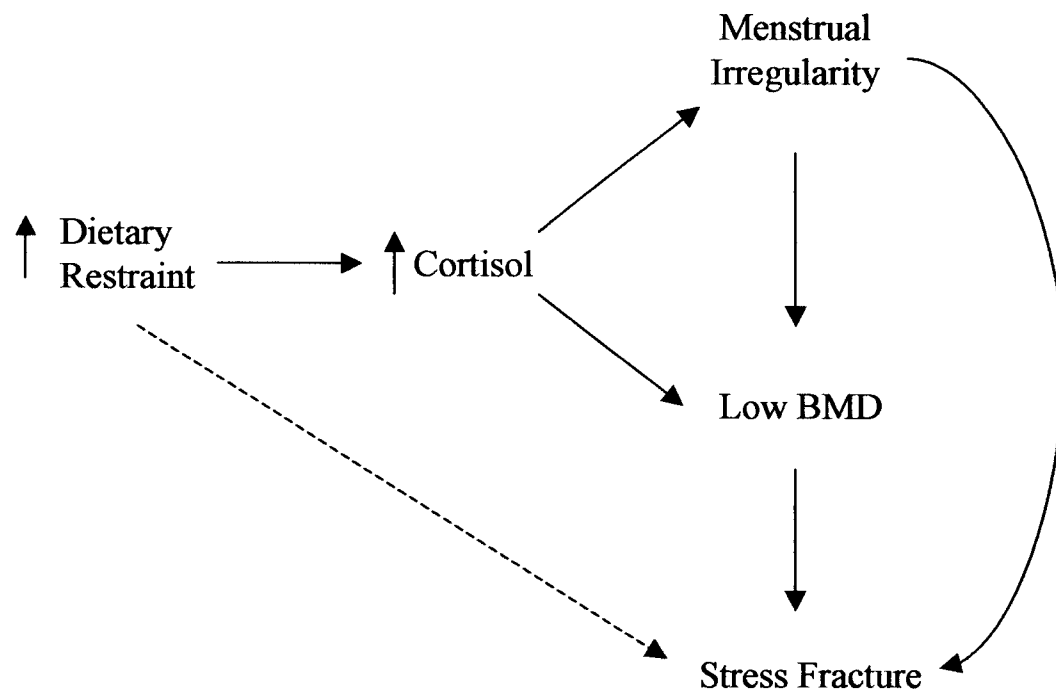 Menstrual
Irregularity
Dietary
Restraint
Cortisol
Low BMD
Stress Fracture